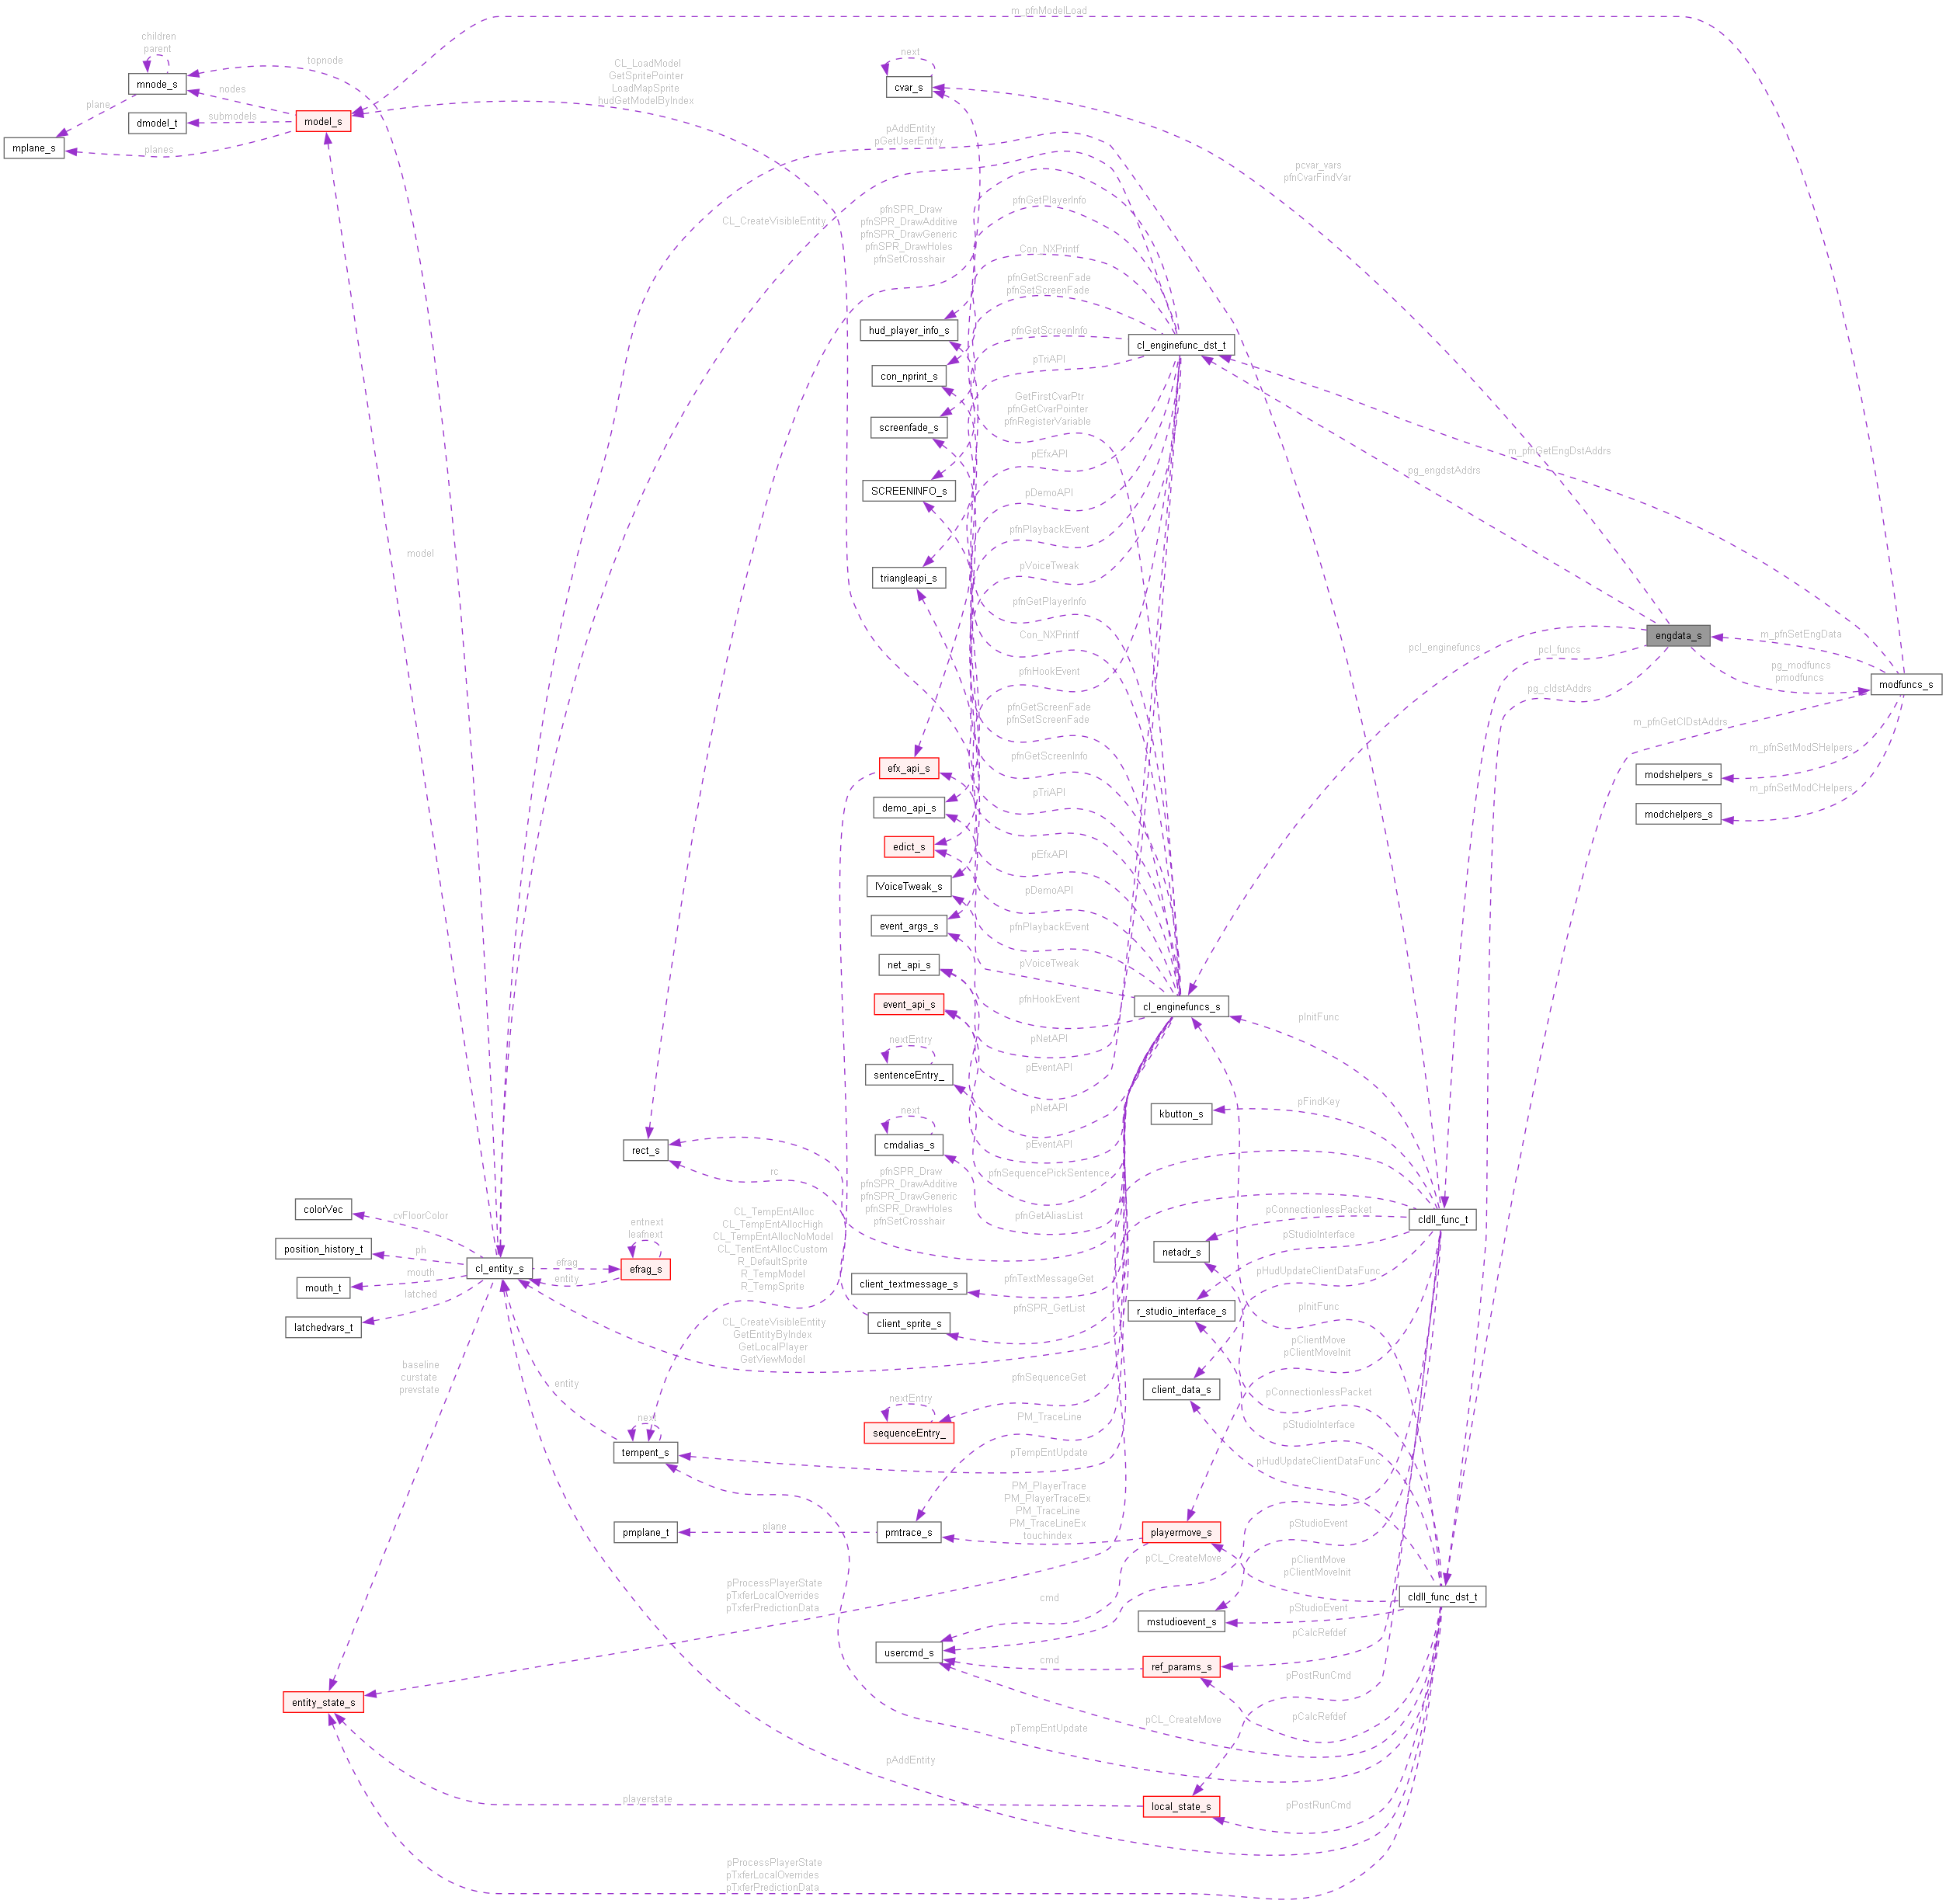 m_pfnModelLoad
children
parent
topnode
mnode_s
nodes
plane
dmodel_t
submodels
model_s
mplane_s
planes
CL_LoadModel
GetSpritePointer
LoadMapSprite
hudGetModelByIndex
next
cvar_s
pAddEntity
pGetUserEntity
pcvar_vars
pfnCvarFindVar
CL_CreateVisibleEntity
pfnSPR_Draw
pfnSPR_DrawAdditive
pfnSPR_DrawGeneric
pfnSPR_DrawHoles
pfnSetCrosshair
pfnGetPlayerInfo
Con_NXPrintf
pfnGetScreenFade
pfnSetScreenFade
hud_player_info_s
pfnGetScreenInfo
cl_enginefunc_dst_t
pTriAPI
con_nprint_s
GetFirstCvarPtr
pfnGetCvarPointer
pfnRegisterVariable
screenfade_s
pEfxAPI
m_pfnGetEngDstAddrs
pg_engdstAddrs
SCREENINFO_s
pDemoAPI
pfnPlaybackEvent
model
pVoiceTweak
triangleapi_s
pfnGetPlayerInfo
Con_NXPrintf
engdata_s
m_pfnSetEngData
pcl_enginefuncs
pcl_funcs
pfnHookEvent
pg_modfuncs
pmodfuncs
modfuncs_s
pg_cldstAddrs
pfnGetScreenFade
pfnSetScreenFade
m_pfnGetClDstAddrs
pfnGetScreenInfo
m_pfnSetModSHelpers
efx_api_s
modshelpers_s
pTriAPI
m_pfnSetModCHelpers
demo_api_s
modchelpers_s
edict_s
pEfxAPI
IVoiceTweak_s
pDemoAPI
event_args_s
pfnPlaybackEvent
net_api_s
pVoiceTweak
event_api_s
pfnHookEvent
cl_enginefuncs_s
pInitFunc
nextEntry
pNetAPI
sentenceEntry_
pEventAPI
pFindKey
next
pNetAPI
kbutton_s
cmdalias_s
pEventAPI
rect_s
rc
pfnSPR_Draw
pfnSPR_DrawAdditive
pfnSPR_DrawGeneric
pfnSPR_DrawHoles
pfnSetCrosshair
pfnSequencePickSentence
colorVec
cvFloorColor
CL_TempEntAlloc
CL_TempEntAllocHigh
CL_TempEntAllocNoModel
CL_TentEntAllocCustom
R_DefaultSprite
R_TempModel
R_TempSprite
pfnGetAliasList
pConnectionlessPacket
cldll_func_t
entnext
leafnext
position_history_t
ph
pStudioInterface
netadr_s
cl_entity_s
efrag
efrag_s
entity
mouth
mouth_t
pHudUpdateClientDataFunc
client_textmessage_s
pfnTextMessageGet
latched
latchedvars_t
pfnSPR_GetList
client_sprite_s
r_studio_interface_s
pInitFunc
CL_CreateVisibleEntity
GetEntityByIndex
GetLocalPlayer
GetViewModel
pClientMove
pClientMoveInit
baseline
curstate
prevstate
entity
pfnSequenceGet
client_data_s
pConnectionlessPacket
nextEntry
sequenceEntry_
next
tempent_s
PM_TraceLine
pStudioInterface
pTempEntUpdate
pHudUpdateClientDataFunc
PM_PlayerTrace
PM_PlayerTraceEx
PM_TraceLine
PM_TraceLineEx
touchindex
pmplane_t
plane
pmtrace_s
playermove_s
pStudioEvent
pCL_CreateMove
pClientMove
pClientMoveInit
pProcessPlayerState
pTxferLocalOverrides
pTxferPredictionData
cmd
cldll_func_dst_t
mstudioevent_s
pStudioEvent
pCalcRefdef
usercmd_s
cmd
ref_params_s
pPostRunCmd
entity_state_s
pCL_CreateMove
pCalcRefdef
pTempEntUpdate
pAddEntity
playerstate
local_state_s
pPostRunCmd
pProcessPlayerState
pTxferLocalOverrides
pTxferPredictionData